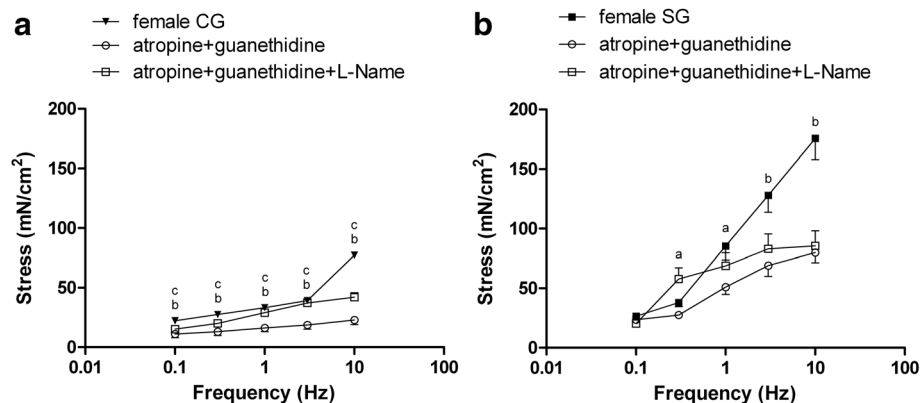 a
female CG
atropine+guanethidine
atropine+guanethidine+L-Name
200
150
100
50
0
Stress (mN/cm²)
c
b
c
b
c
b
c
b
c
b
0.01
0.1
1
10
100
Frequency (Hz)
b
female SG
atropine+guanethidine
atropine+guanethidine+L-Name
200
150
100
50
0
Stress (mN/cm²)
a
a
b
b
0.01
0.1
1
10
100
Frequency (Hz)